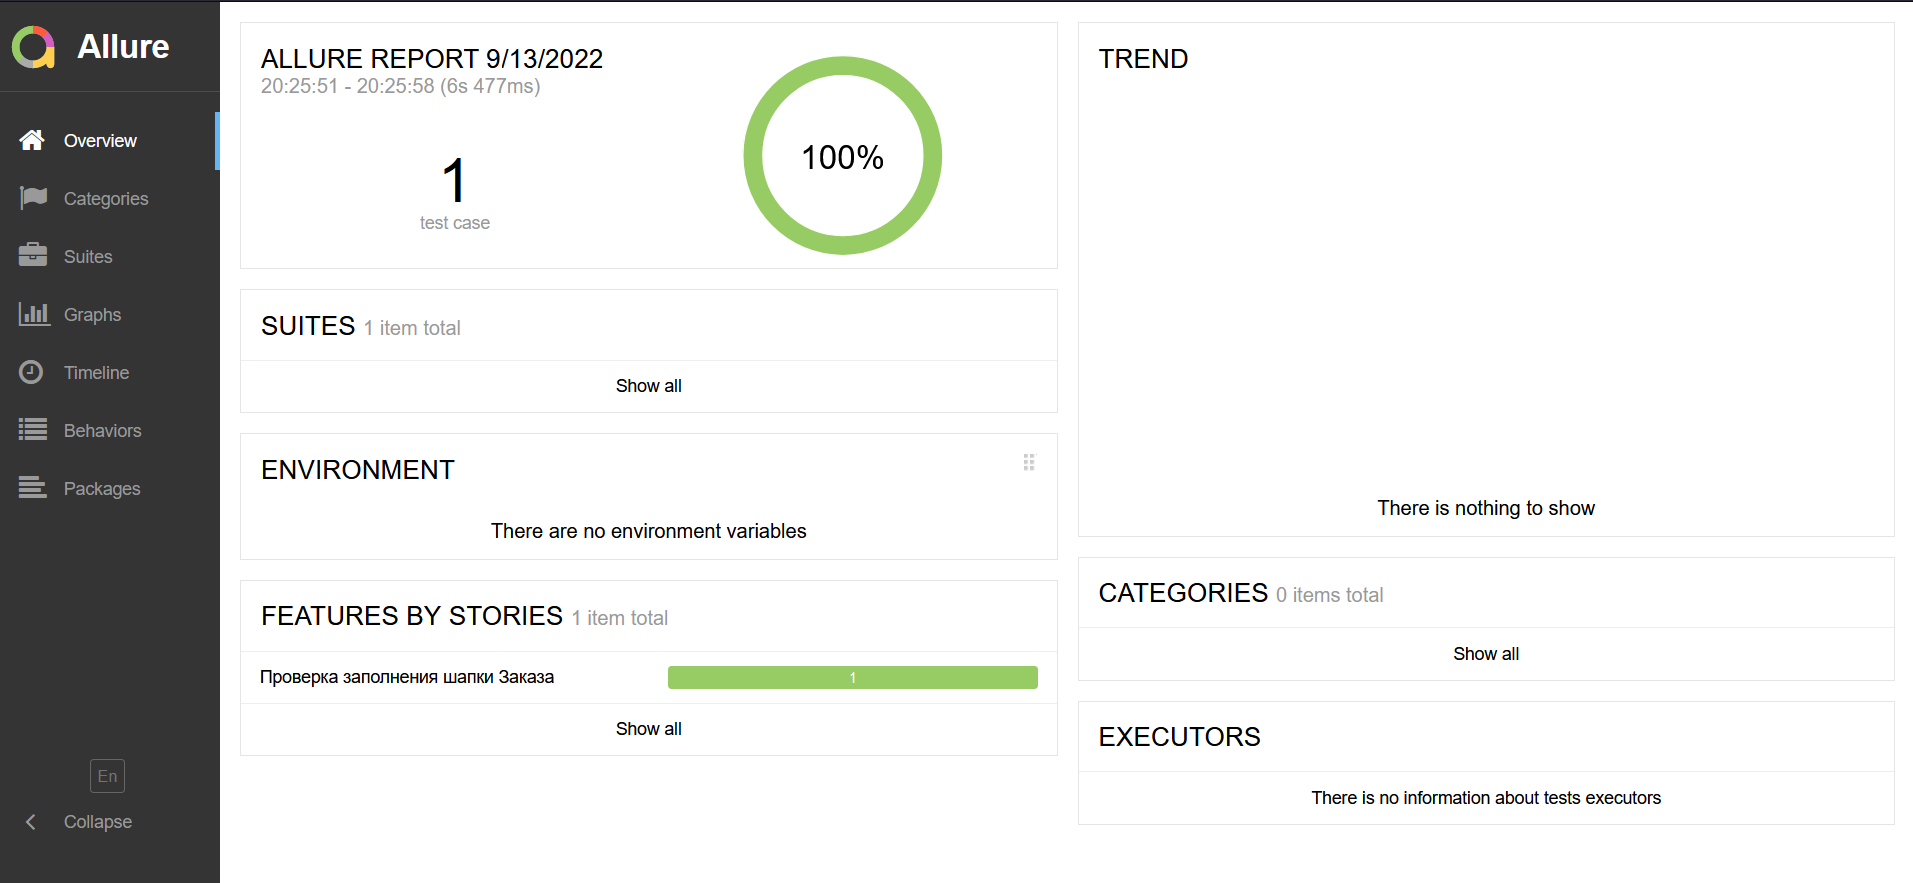 Allure
Overview
Categories
Suites
Graphs
Timeline
Behaviors
Packages
En
Collapse
ALLURE REPORT 9/13/2022
20:25:51 - 20:25:58 (6s 477ms)
1
test case
100%
SUITES 1 item total
Show all
ENVIRONMENT
There are no environment variables
FEATURES BY STORIES 1 item total
Проверка заполнения шапки Заказа 1
Show all
TREND
There is nothing to show
CATEGORIES 0 items total
Show all
EXECUTORS
There is no information about tests executors